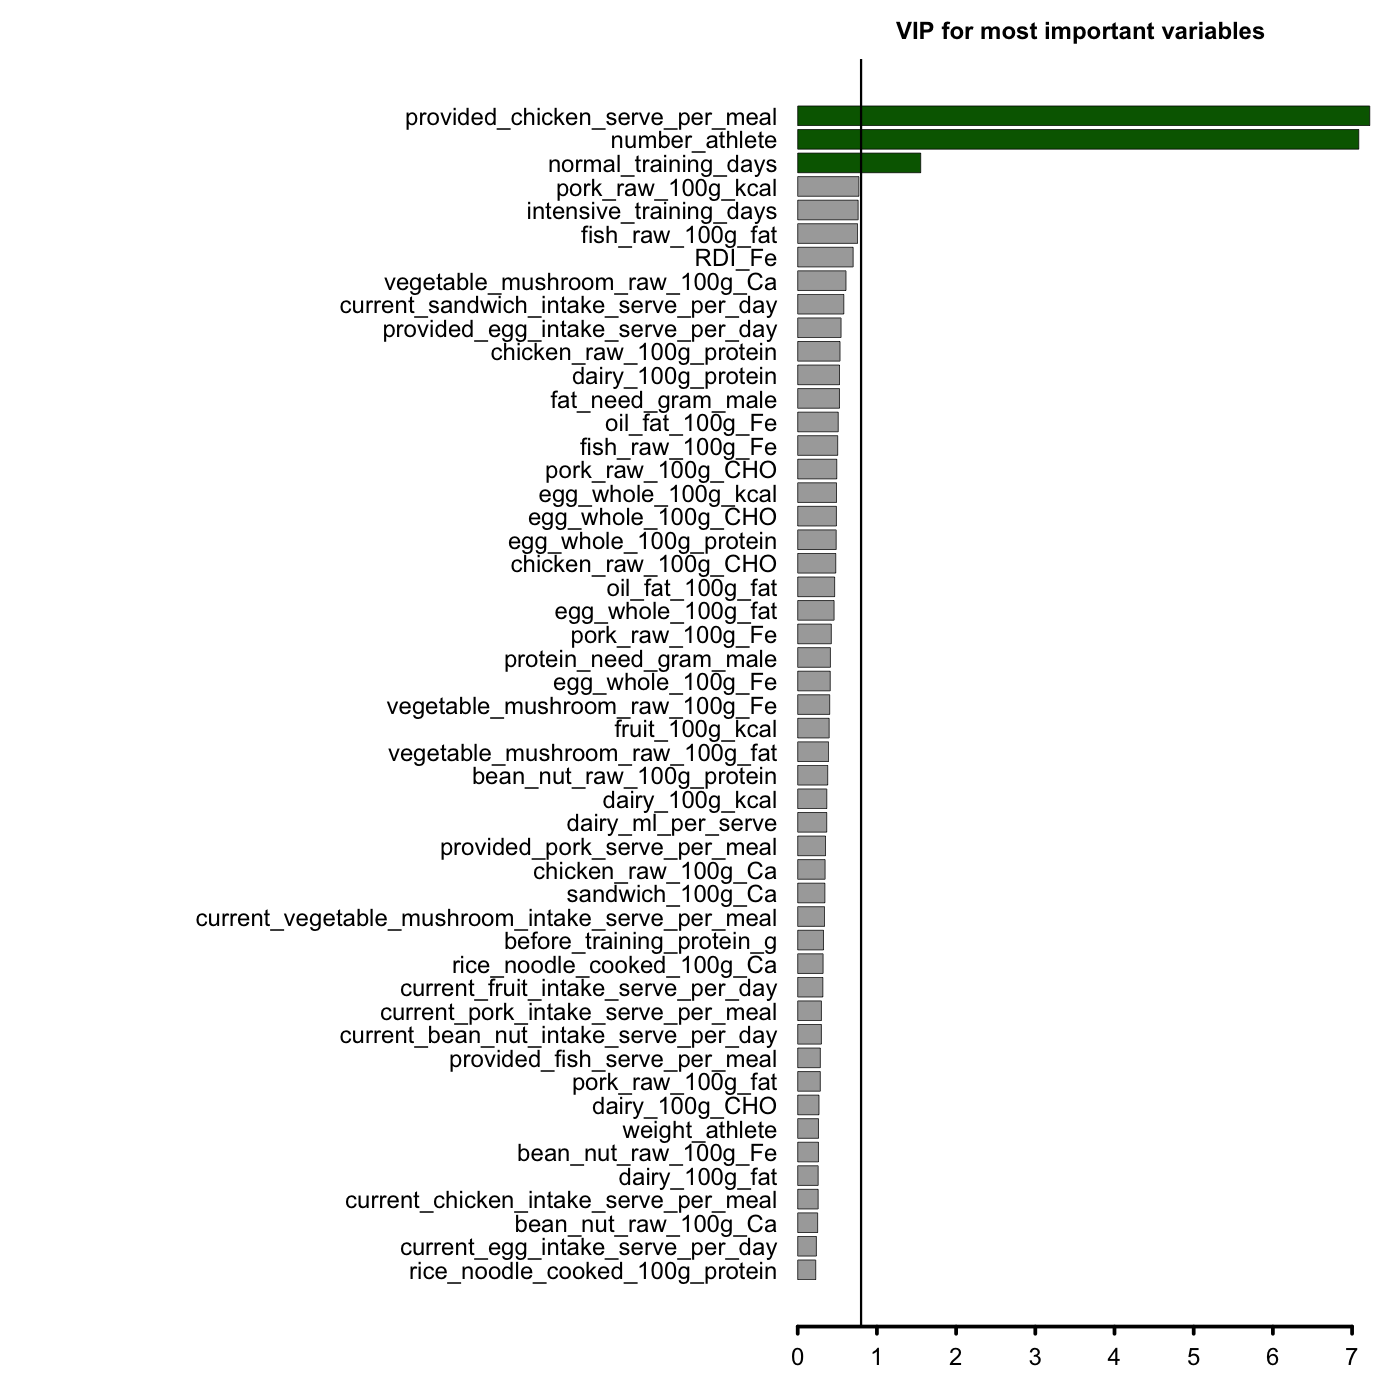 VIP for most important variables
provided_chicken_serve_per_meal
number_athlete
normal_training_days
pork_raw_100g_kcal
intensive_training_days
fish_raw_100g_fat
RDI_Fe
vegetable_mushroom_raw_100g_Ca
current_sandwich_intake_serve_per_day
provided_egg_intake_serve_per_day
chicken_raw_100g_protein
dairy_100g_protein
fat_need_gram_male
oil_fat_100g_Fe
fish_raw_100g_Fe
pork_raw_100g_CHO
egg_whole_100g_kcal
egg_whole_100g_CHO
egg_whole_100g_protein
chicken_raw_100g_CHO
oil_fat_100g_fat
egg_whole_100g_fat
pork_raw_100g_Fe
protein_need_gram_male
egg_whole_100g_Fe
vegetable_mushroom_raw_100g_Fe
fruit_100g_kcal
vegetable_mushroom_raw_100g_fat
bean_nut_raw_100g_protein
dairy_100g_kcal
dairy_ml_per_serve
provided_pork_serve_per_meal
chicken_raw_100g_Ca
sandwich_100g_Ca
current_vegetable_mushroom_intake_serve_per_meal
before_training_protein_g
rice_noodle_cooked_100g_Ca
current_fruit_intake_serve_per_day
current_pork_intake_serve_per_meal
current_bean_nut_intake_serve_per_day
provided_fish_serve_per_meal
pork_raw_100g_fat
dairy_100g_CHO
weight_athlete
bean_nut_raw_100g_Fe
dairy_100g_fat
current_chicken_intake_serve_per_meal
bean_nut_raw_100g_Ca
current_egg_intake_serve_per_day
rice_noodle_cooked_100g_protein
0 1 2 3 4 5 6 7